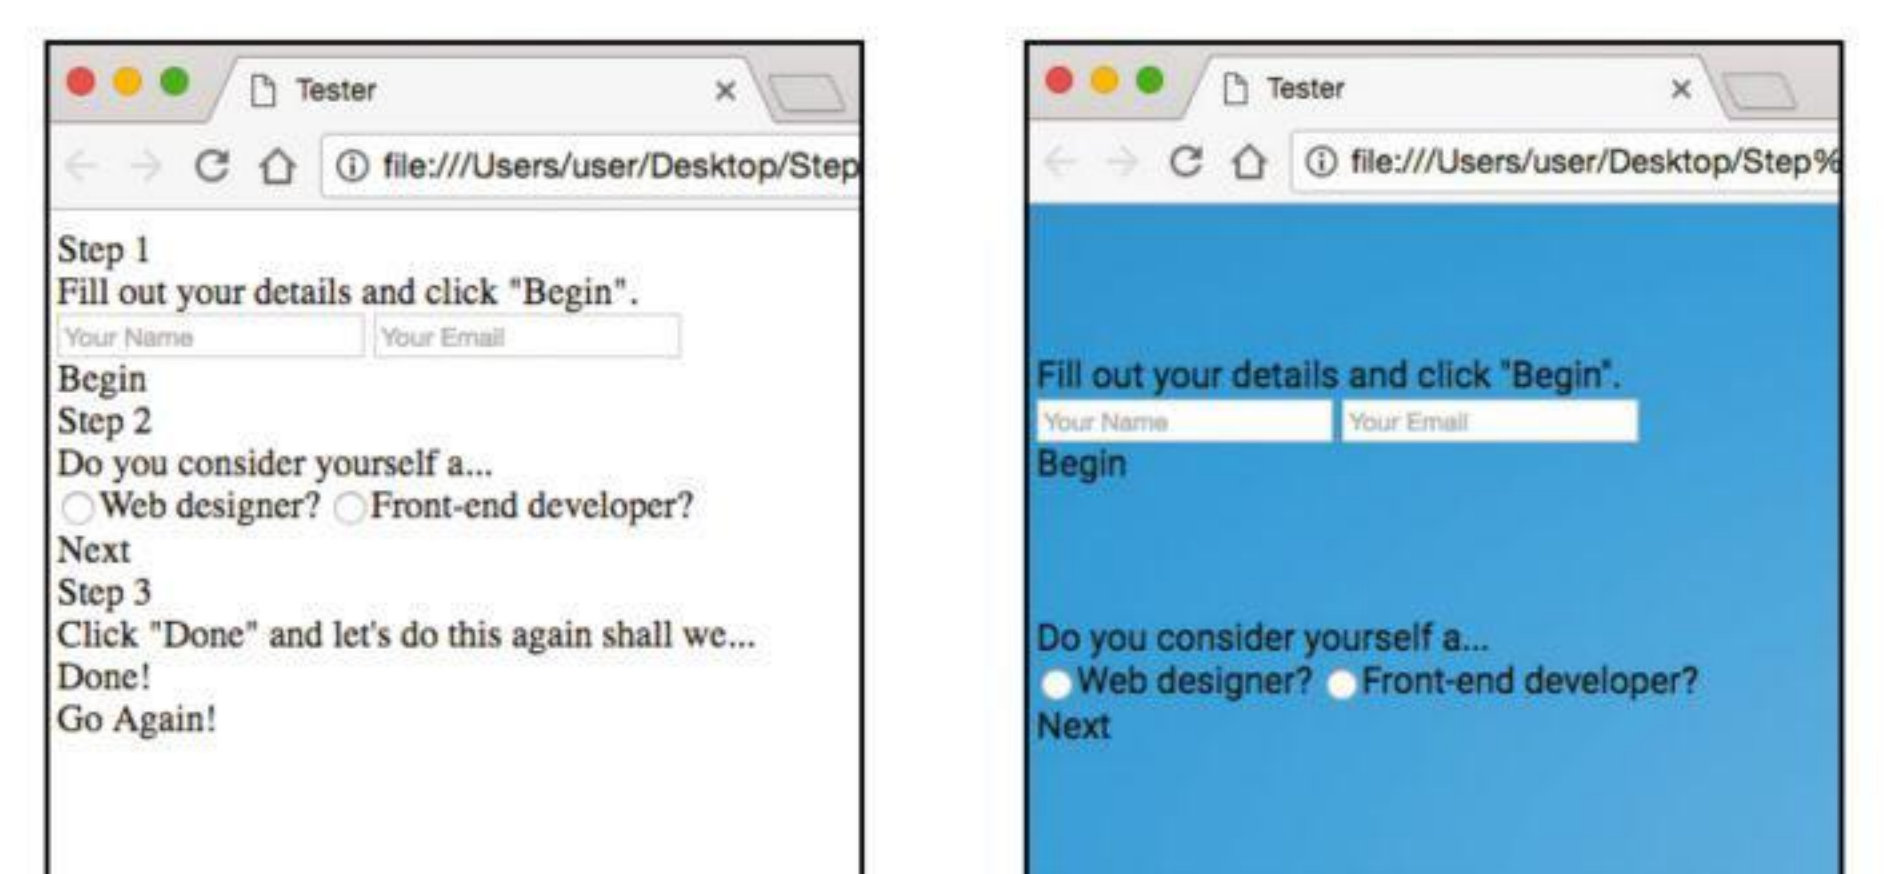 Tester
file:///Users/user/Desktop/Step
Step 1
Fill out your details and click "Begin".
Your Name Your Email
Begin
Step 2
Do you consider yourself a...
Web designer? Front-end developer?
Next
Step 3
Click "Done" and let's do this again shall we...
Done!
Go Again!
Tester
file:///Users/user/Desktop/Step%
Fill out your details and click "Begin".
Your Name Your Email
Begin
Do you consider yourself a...
Web designer? Front-end developer?
Next